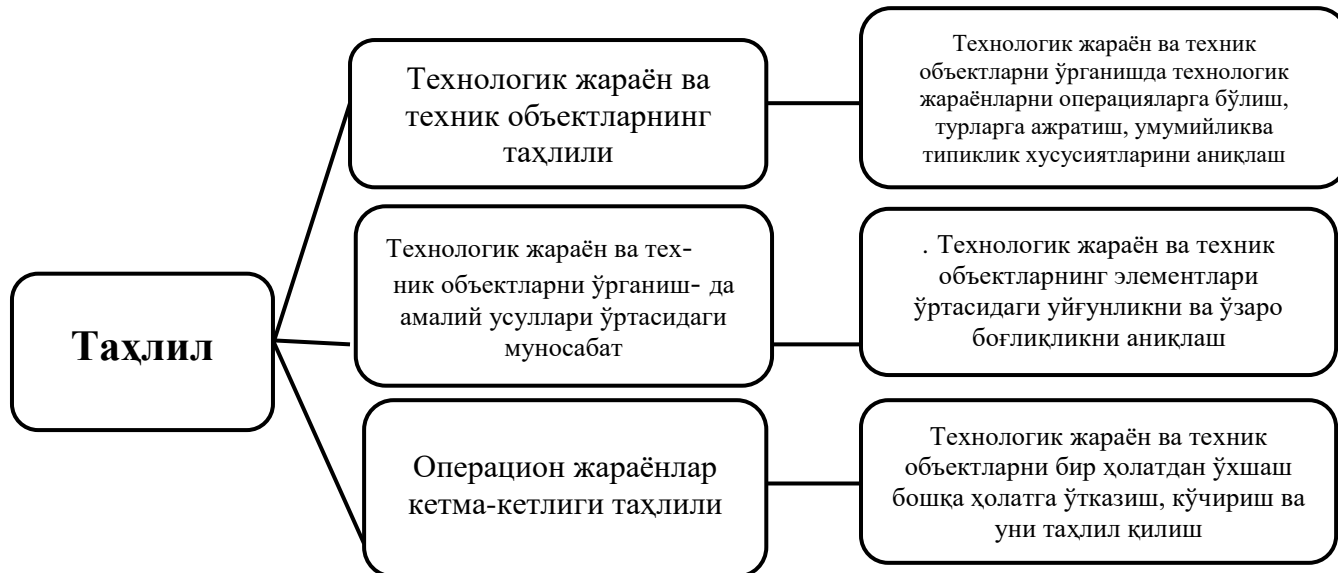 Таҳлил
Технологик жараён ва
техник объектларнинг
таҳлили
Технологик жараён ва техник
объектларни ўрганишда технологик
жараёнларни операцияларга бўлиш,
турларга ажратиш, умумийликва
типиклик хусусиятларини аниқлаш
Технологик жараён ва тех-
ник объектларни ўрганиш- да
амалий усуллари ўртасидаги
муносабат
. Технологик жараён ва техник
объектларнинг элементлари
ўртасидаги уйғунликни ва ўзаро
боғлиқликни аниқлаш
Операцион жараёнлар
кетма-кетлиги таҳлили
Технологик жараён ва техник
объектларни бир ҳолатдан ўхшаш
бошқа ҳолатга ўтказиш, кўчириш ва
уни таҳлил қилиш